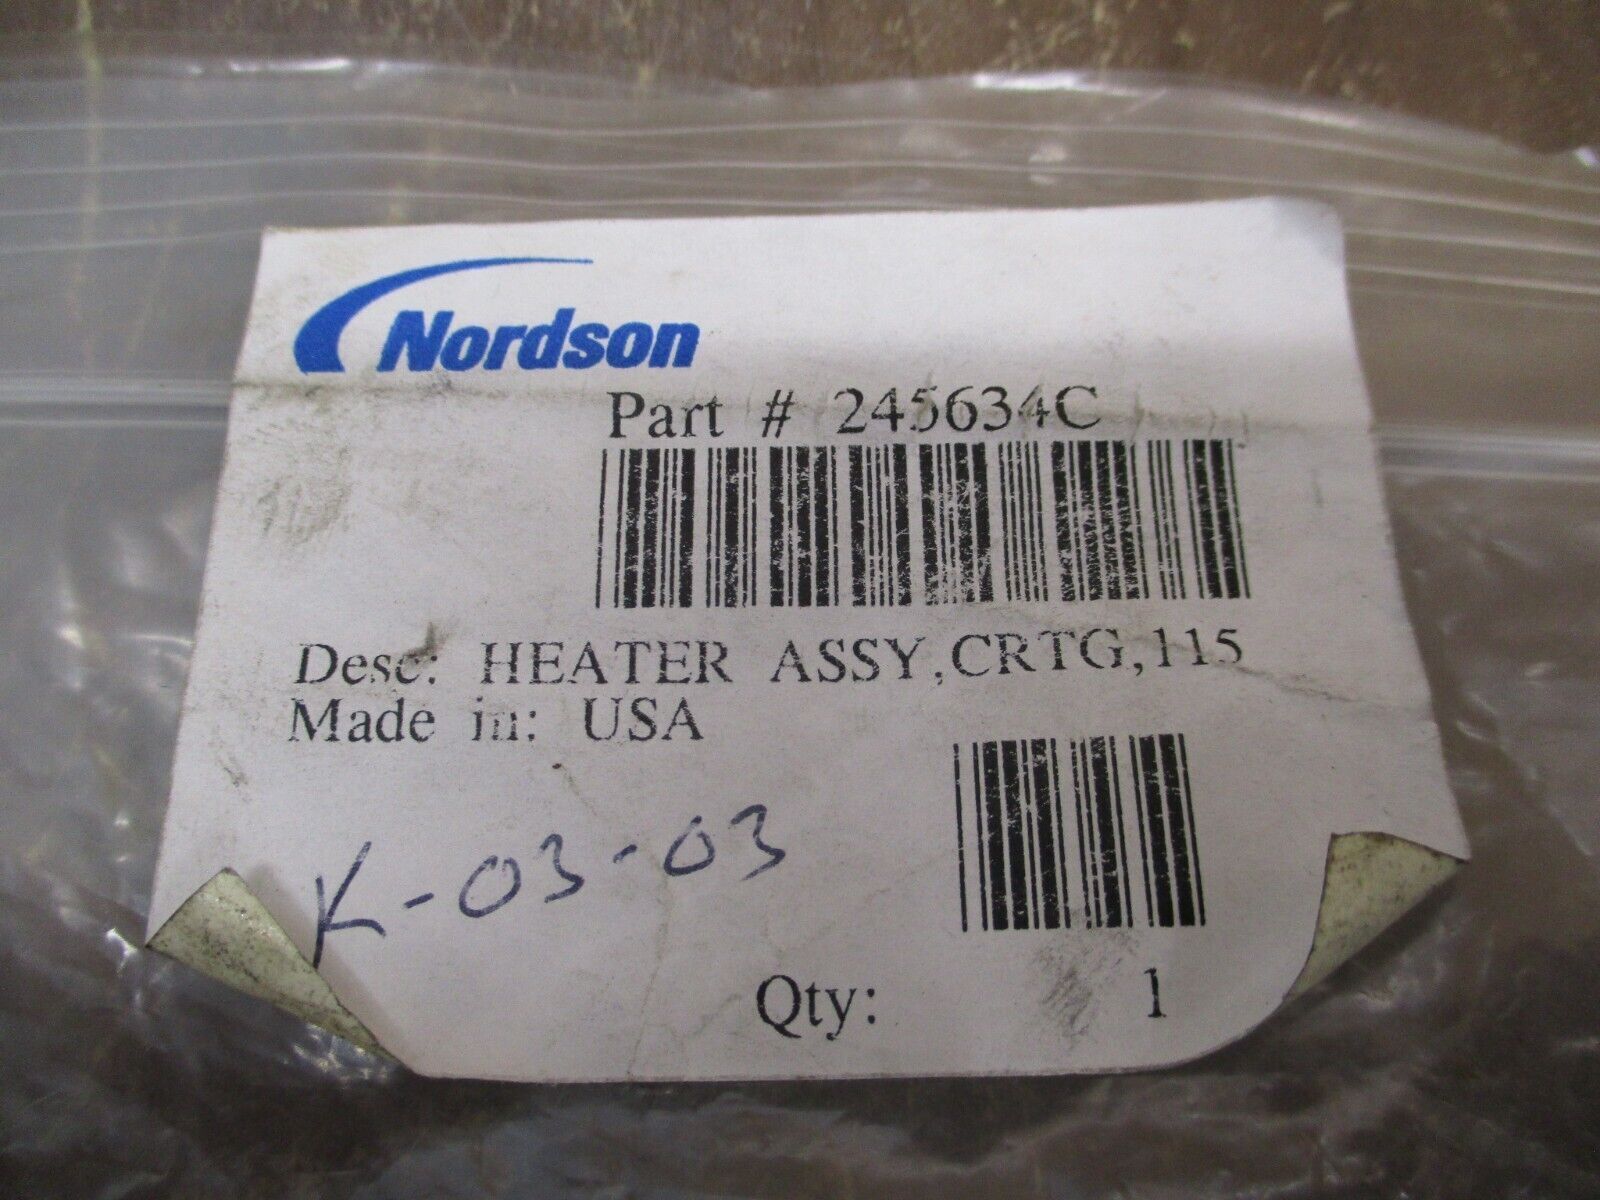 Nordson
Part # 245634C
Desc: HEATER ASSY,CRTG,115
Made in: USA
K-03-03
Qty: 1